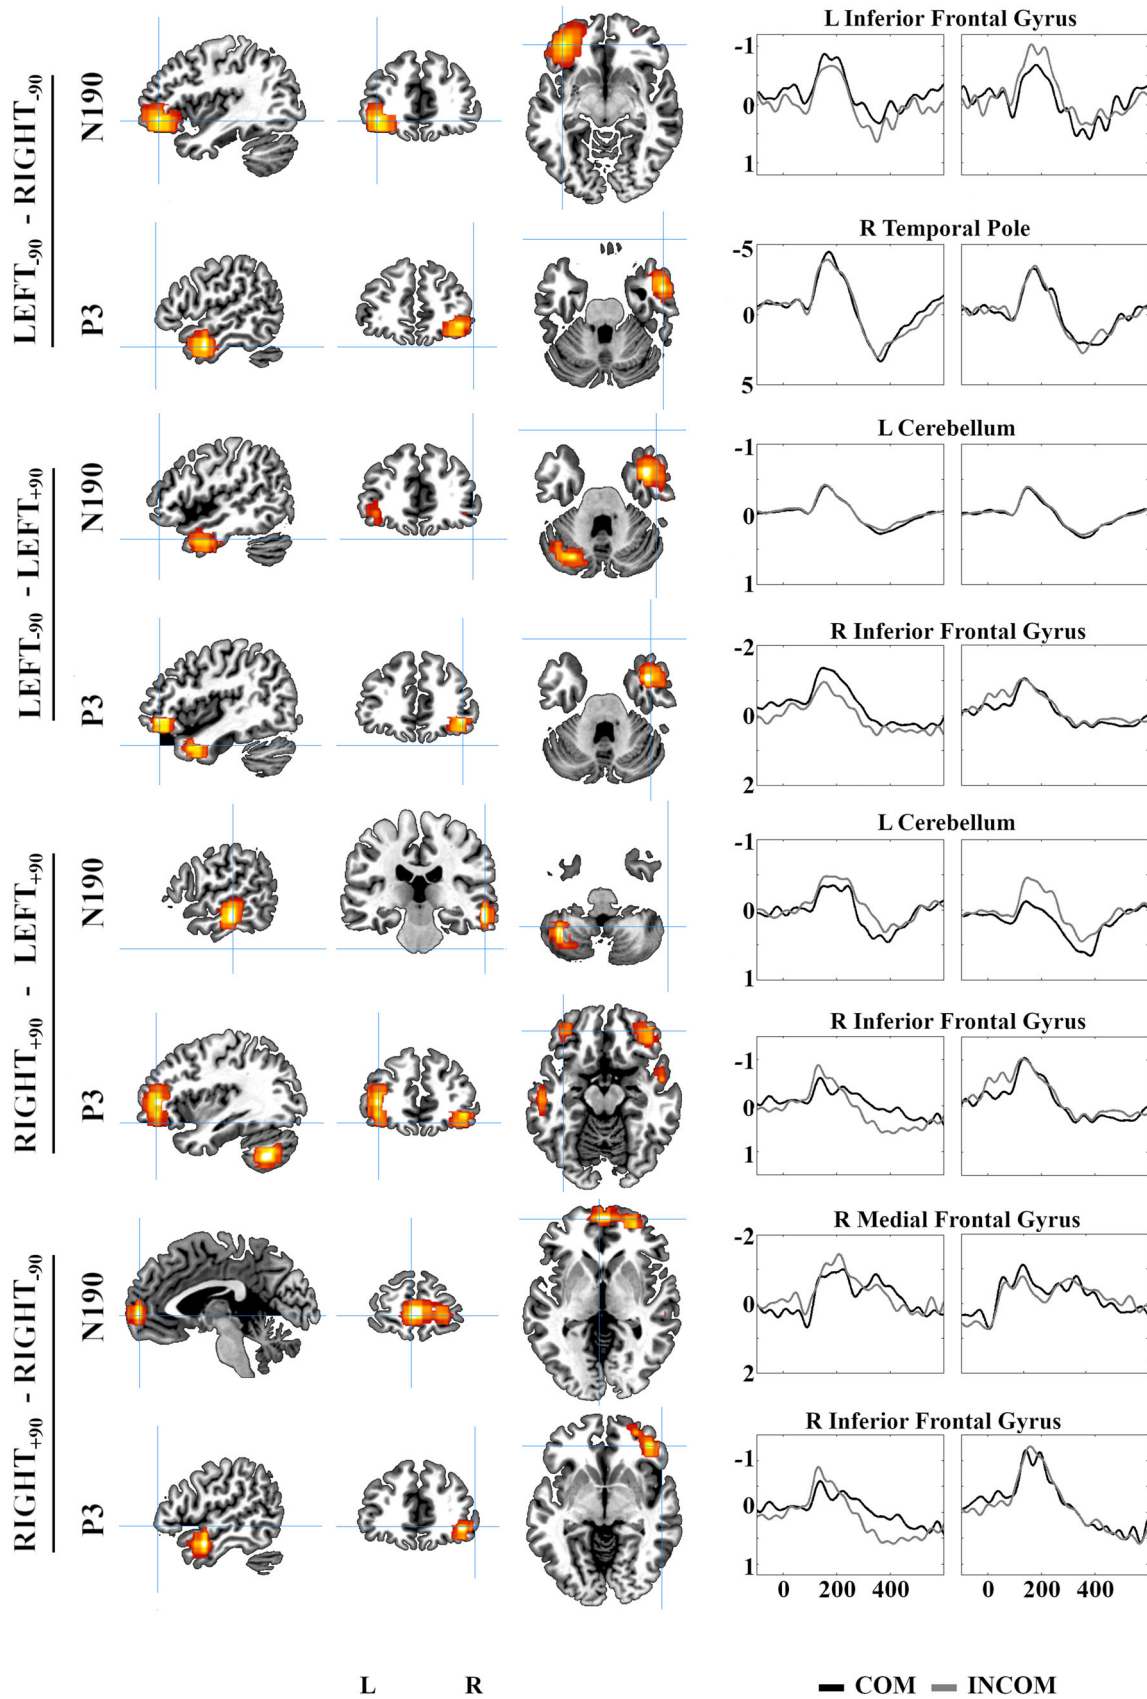 LEFT-90 - RIGHT-90
N190
L Inferior Frontal Gyrus
-1
0
1
P3
R Temporal Pole
-5
0
5
LEFT-90 - LEFT+90
N190
L Cerebellum
-1
0
1
P3
R Inferior Frontal Gyrus
-2
0
2
RIGHT+90 - LEFT+90
N190
L Cerebellum
-1
0
1
P3
R Inferior Frontal Gyrus
-1
0
1
RIGHT+90 - RIGHT-90
N190
R Medial Frontal Gyrus
-2
0
2
P3
R Inferior Frontal Gyrus
-1
0
1
0 200 400 0 200 400
L R COM INCOM